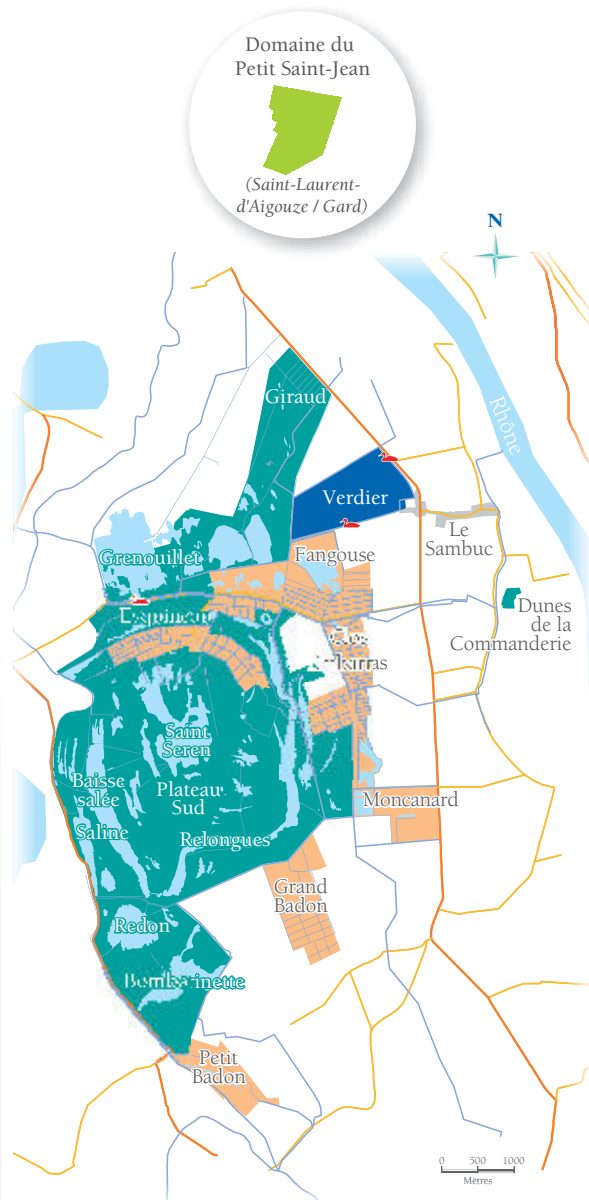 Domaine du
Petit Saint-Jean
(Saint-Laurent-
d'Aigouze / Gard)
N
Rhône
Giraud
Verdier
Le
Sambuc
Grenouillet
Fangouse
Dunes
de la
Commanderie
Saint
Seren
Baisse
salée
Plateau
Sud
Moncanard
Saline
Relongues
Grand
Badon
Redon
Petit
Badon
0 500 1000
Mètres